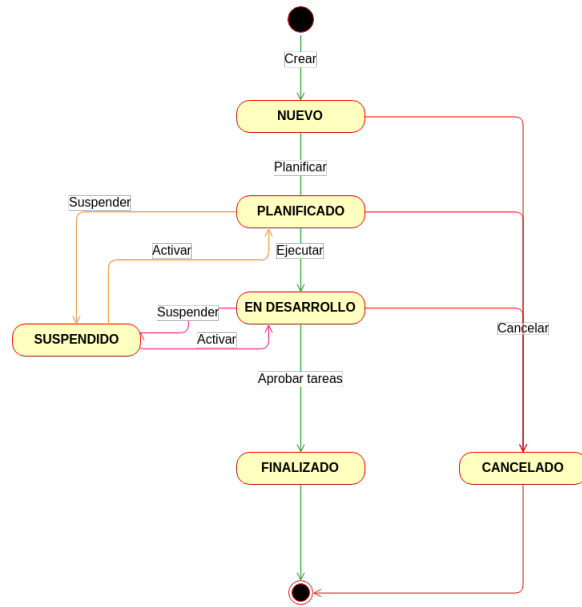 Crear
NUEVO
Planificar
Suspender
PLANIFICADO
Activar
Ejecutar
Suspender
EN DESARROLLO
Cancelar
SUSPENDIDO
Activar
Aprobar tareas
FINALIZADO
CANCELADO